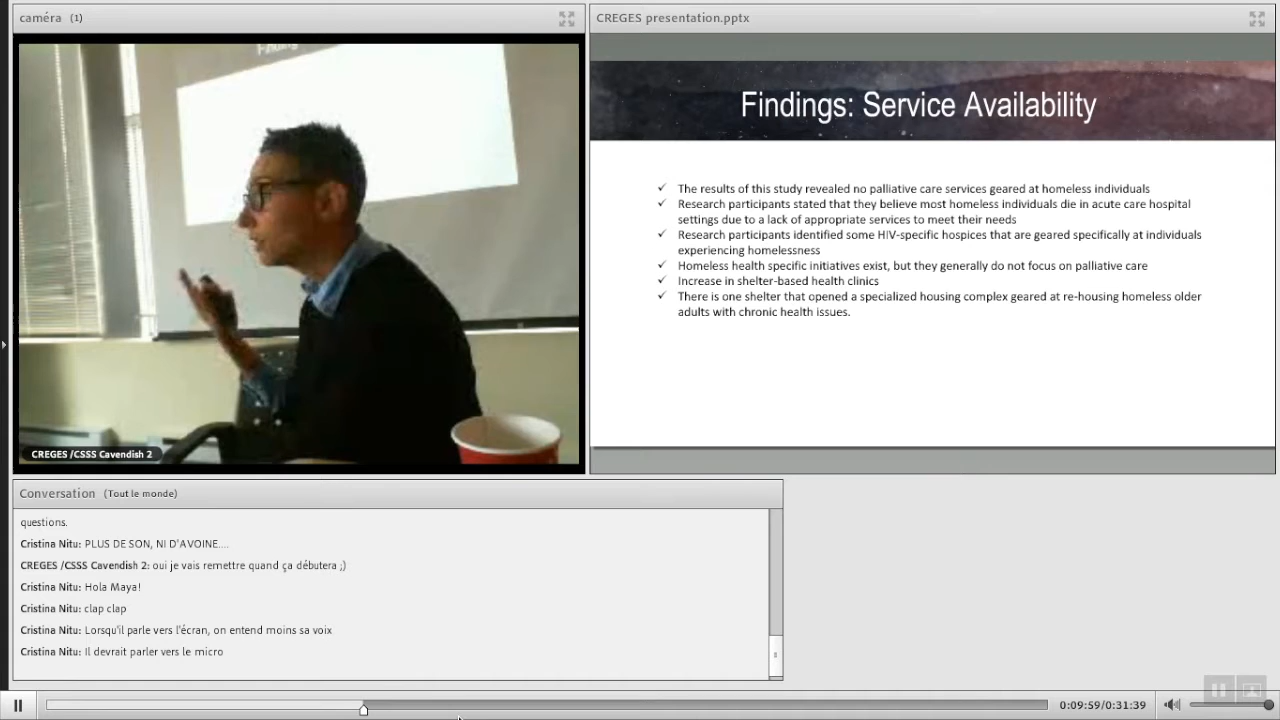 caméra (1)
CREGES presentation.pptx
Finding
CREGES /CSSS Cavendish 2
Findings: Service Availability
✓ The results of this study revealed no palliative care services geared at homeless individuals
✓ Research participants stated that they believe most homeless individuals die in acute care hospital
settings due to a lack of appropriate services to meet their needs
✓ Research participants identified some HIV-specific hospices that are geared specifically at individuals
experiencing homelessness
✓ Homeless health specific initiatives exist, but they generally do not focus on palliative care
✓ Increase in shelter-based health clinics
✓ There is one shelter that opened a specialized housing complex geared at re-housing homeless older
adults with chronic health issues.
Conversation (Tout le monde)
questions.
Cristina Nitu: PLUS DE SON, NI D'AVOINE....
CREGES /CSSS Cavendish 2: oui je vais remettre quand ça débutera ;)
Cristina Nitu: Hola Maya!
Cristina Nitu: clap clap
Cristina Nitu: Lorsqu'il parle vers l'écran, on entend moins sa voix
Cristina Nitu: Il devrait parler vers le micro
0:09:59/0:31:39